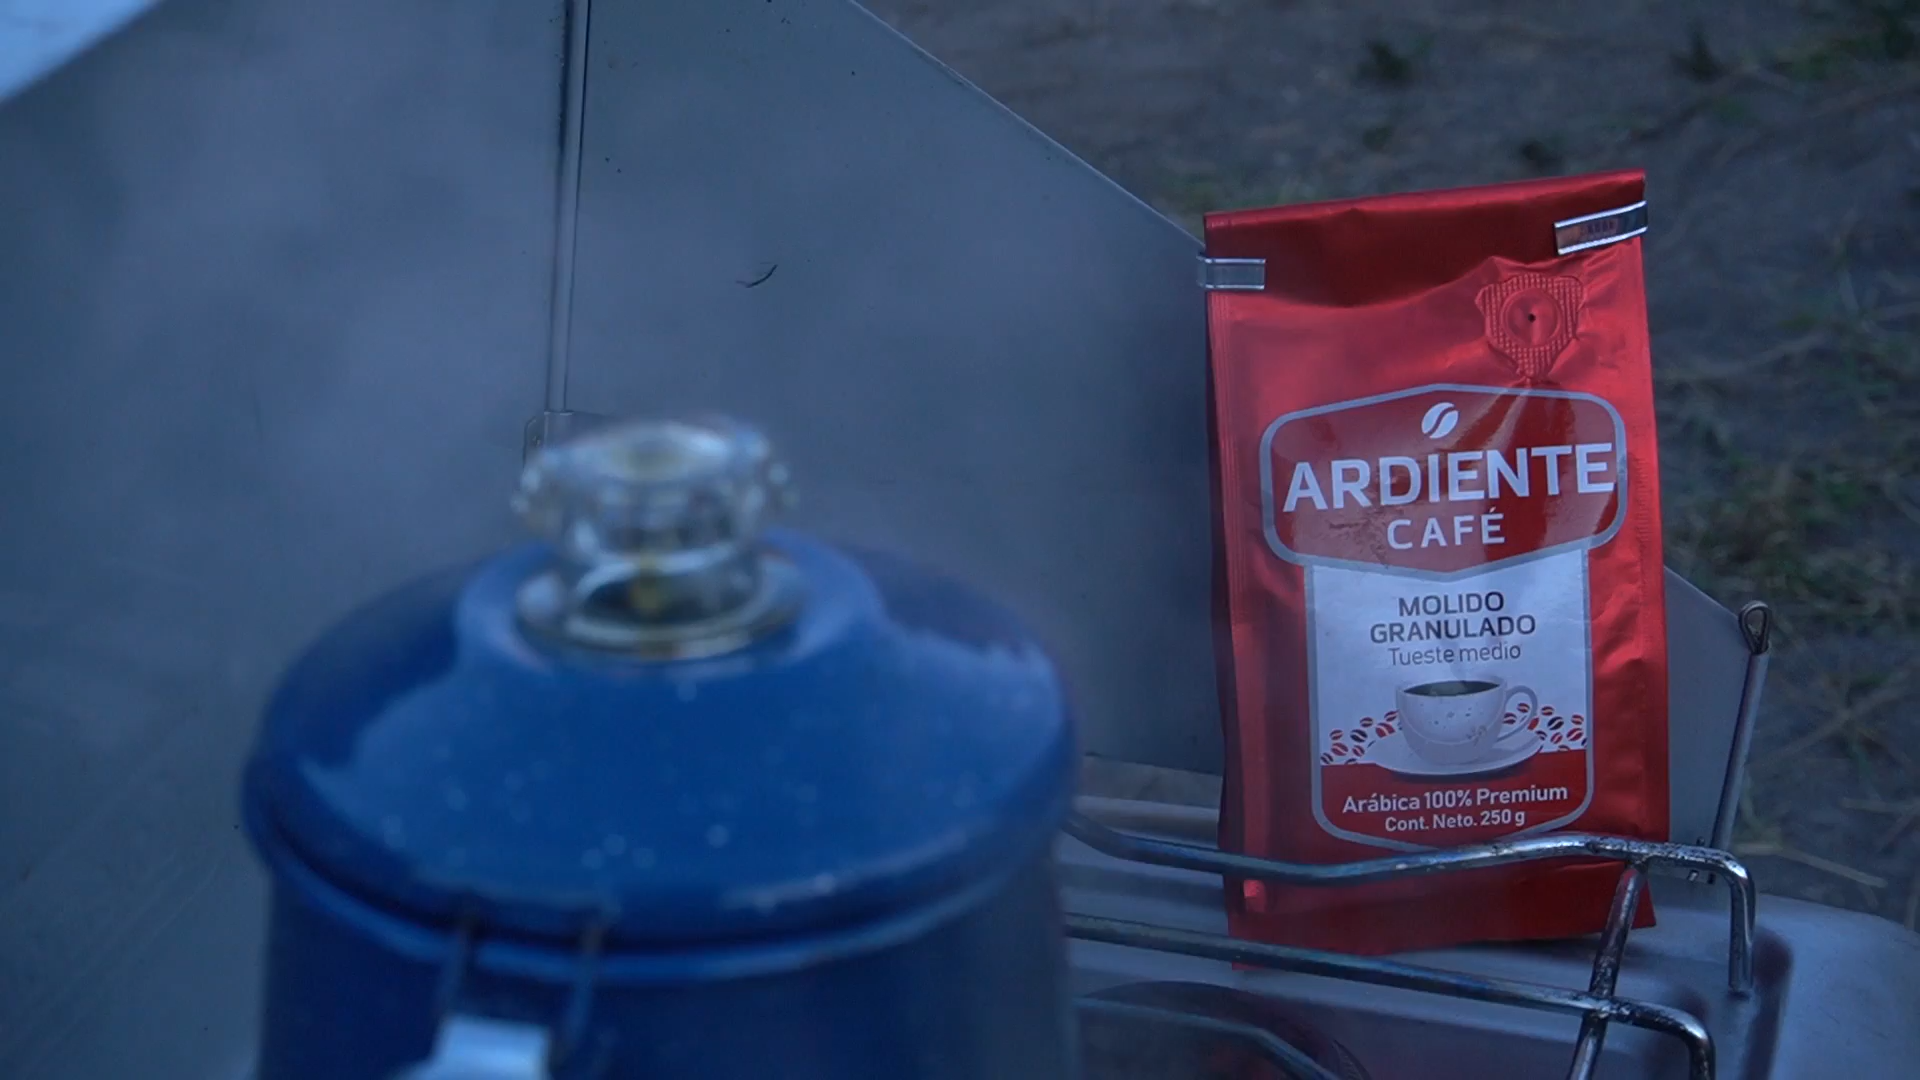 ARDIENTE
CAFÉ
MOLIDO
GRANULADO
Tueste medio
Arábica 100% Premium
Cont. Neto. 250 g